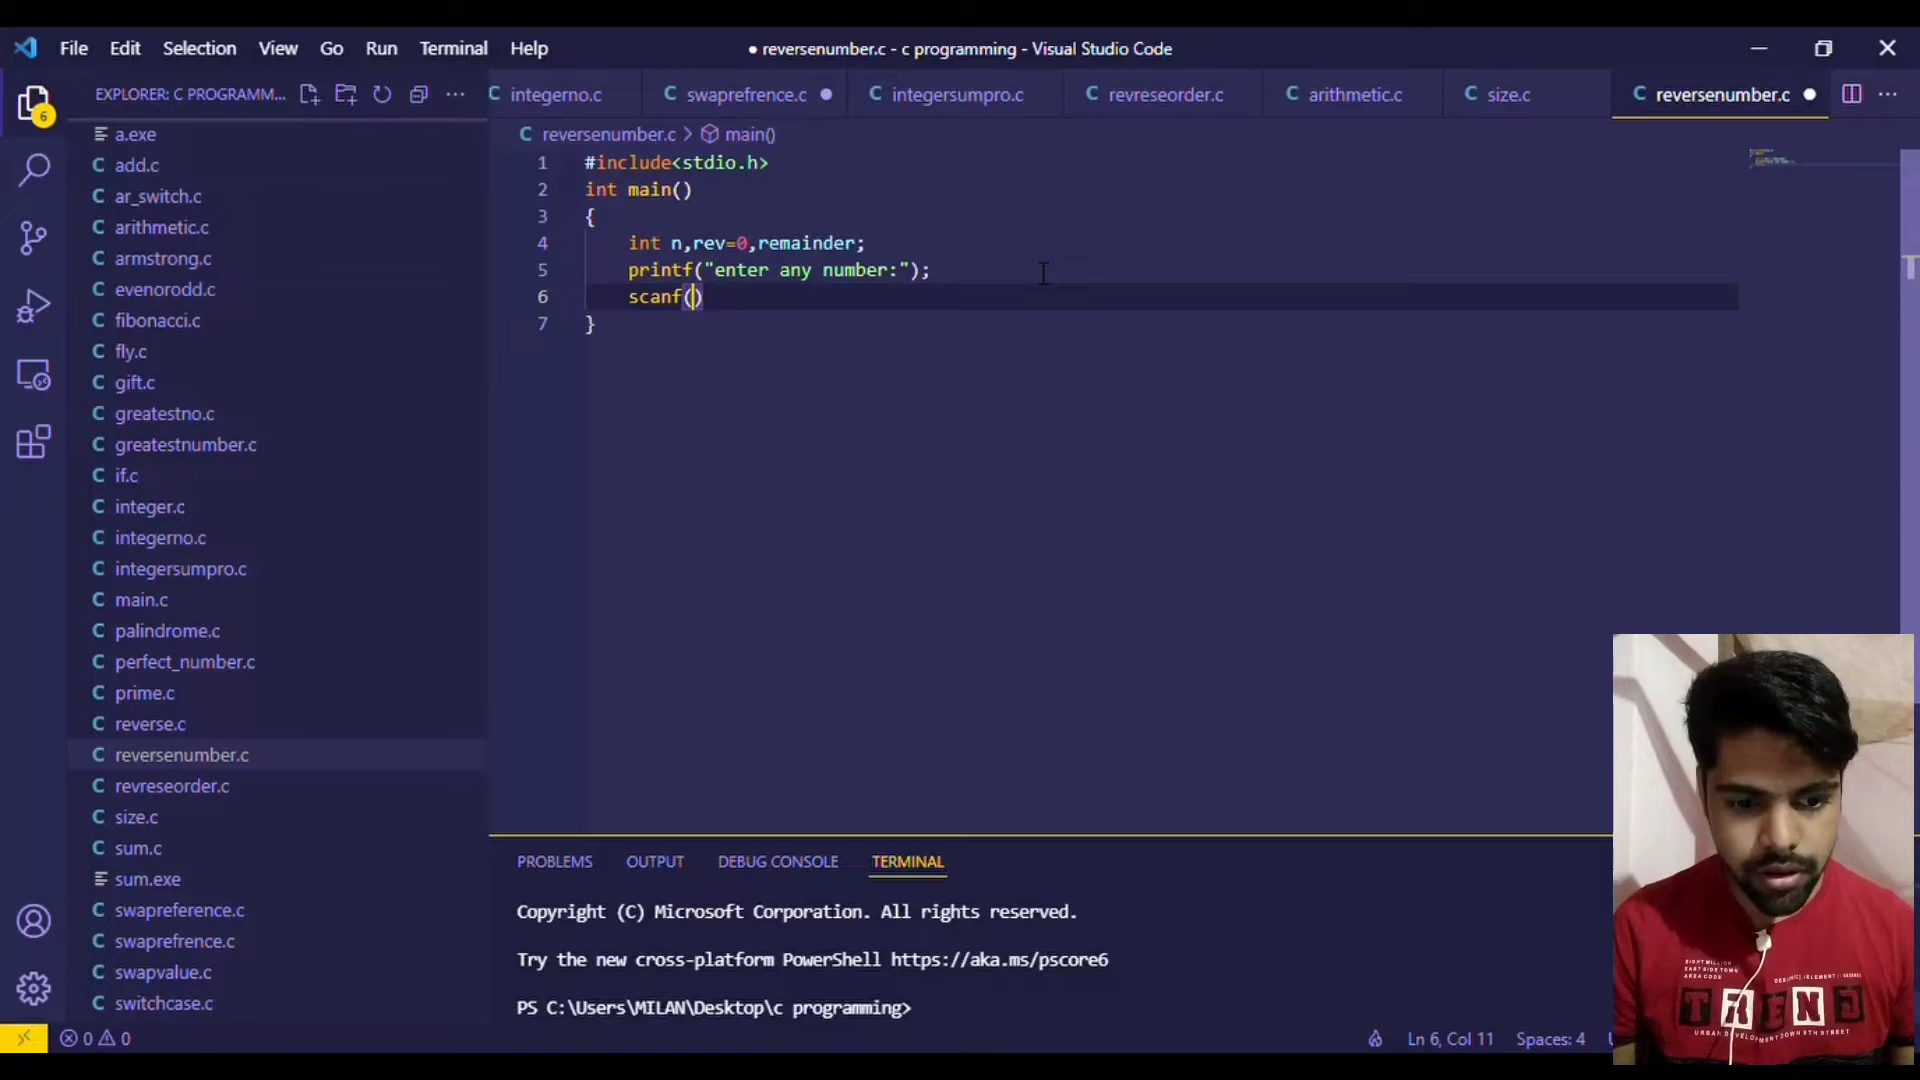 File Edit Selection View Go Run Terminal Help
● reversenumber.c - c programming - Visual Studio Code
EXPLORER: C PROGRAMM...
C integerno.c C swaprefrence.c C integersumpro.c C revreseorder.c C arithmetic.c C size.c C reversenumber.c
6
C reversenumber.c > main()
a.exe
C add.c
C ar_switch.c
C arithmetic.c
C armstrong.c
C evenorodd.c
C fibonacci.c
C fly.c
C gift.c
C greatestno.c
C greatestnumber.c
C if.c
C integer.c
C integerno.c
C integersumpro.c
C main.c
C palindrome.c
C perfect_number.c
C prime.c
C reverse.c
C reversenumber.c
C revreseorder.c
C size.c
C sum.c
sum.exe
C swapreference.c
C swaprefrence.c
C swapvalue.c
C switchcase.c
1 #include<stdio.h>
2 int main()
3 {
4 int n,rev=0,remainder;
5 printf("enter any number:");
6 scanf()
7 }
PROBLEMS OUTPUT DEBUG CONSOLE TERMINAL
Copyright (C) Microsoft Corporation. All rights reserved.
Try the new cross-platform PowerShell https://aka.ms/pscore6
PS C:\Users\MILAN\Desktop\c programming>
0 0
Ln 6, Col 11 Spaces: 4
TREND